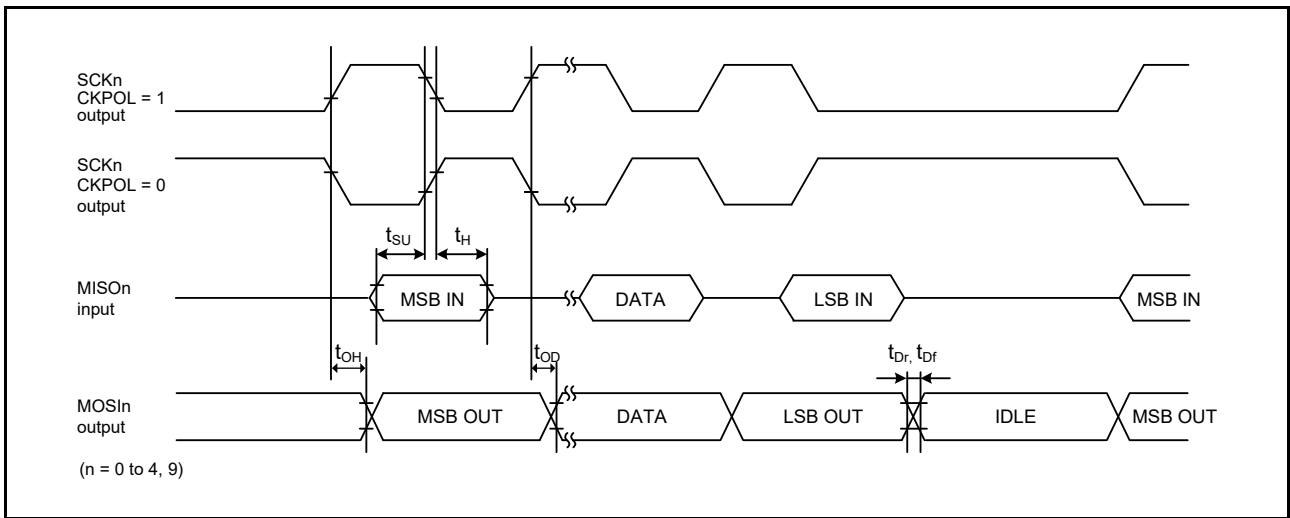 SCKn
CKPOL = 1
output
SCKn
CKPOL = 0
output
tSU
tH
MISOn
input
MSB IN
DATA
LSB IN
MSB IN
tOH
tOD
tDr, tDf
MOSIn
output
MSB OUT
DATA
LSB OUT
IDLE
MSB OUT
(n = 0 to 4, 9)